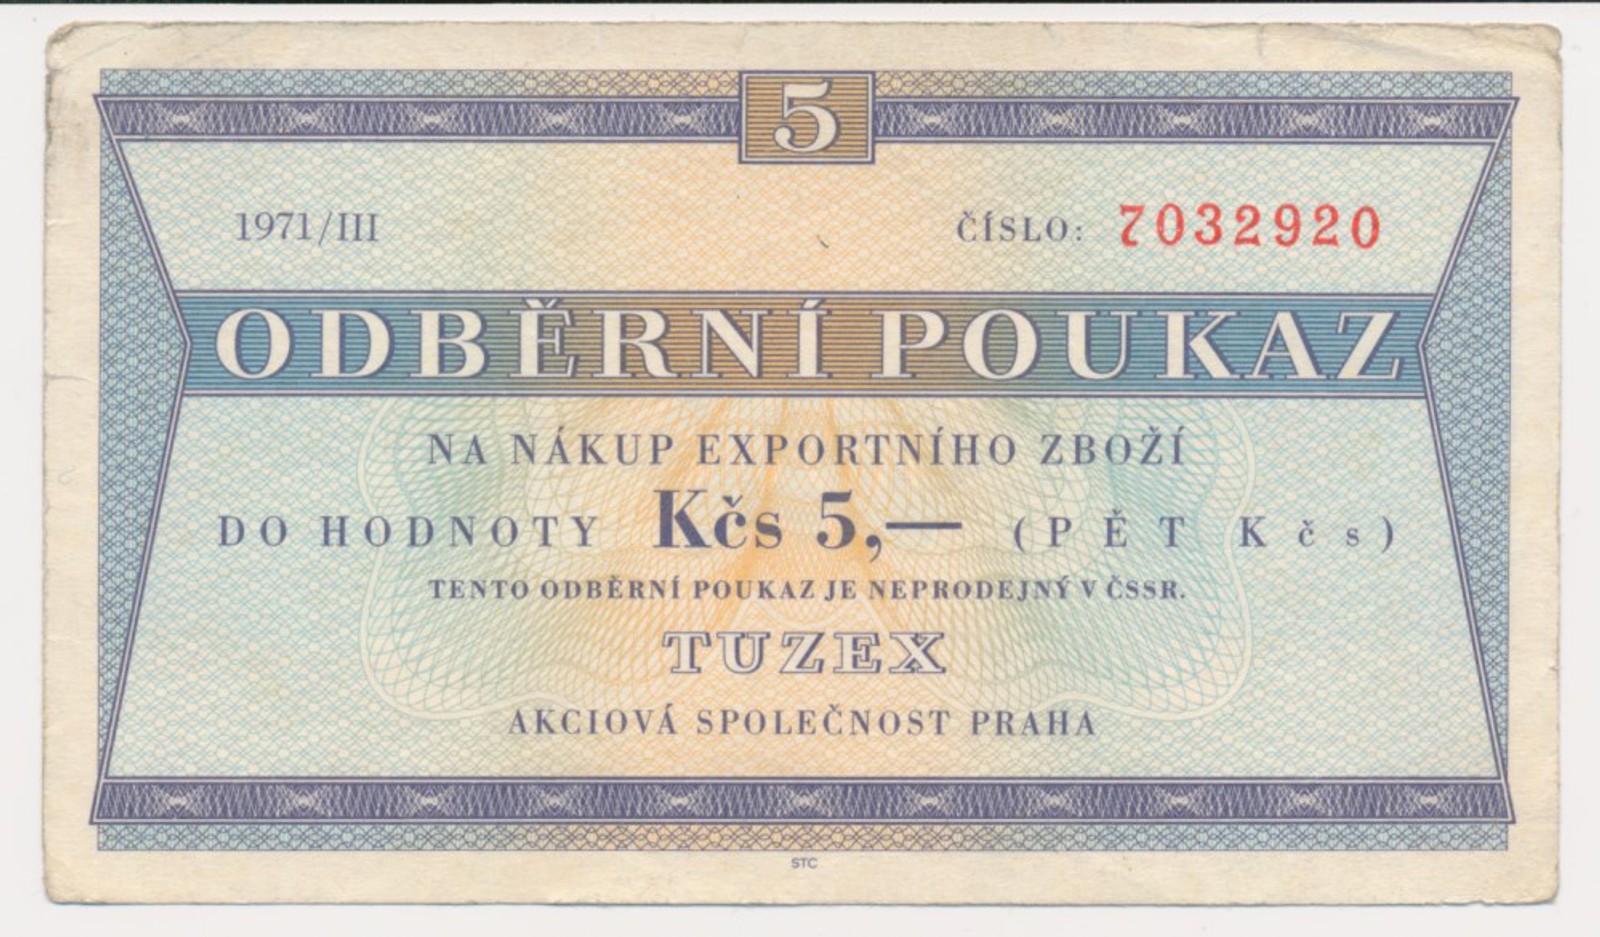 5
1971/III ČÍSLO: 7032920
ODBĚRNÍ POUKAZ
NA NÁKUP EXPORTNÍHO ZBOŽÍ
DO HODNOTY Kčs 5,— (PĚT Kčs)
TENTO ODBĚRNÍ POUKAZ JE NEPRODEJNÝ V ČSSR.
TUZEX
AKCIOVÁ SPOLEČNOST PRAHA
STC